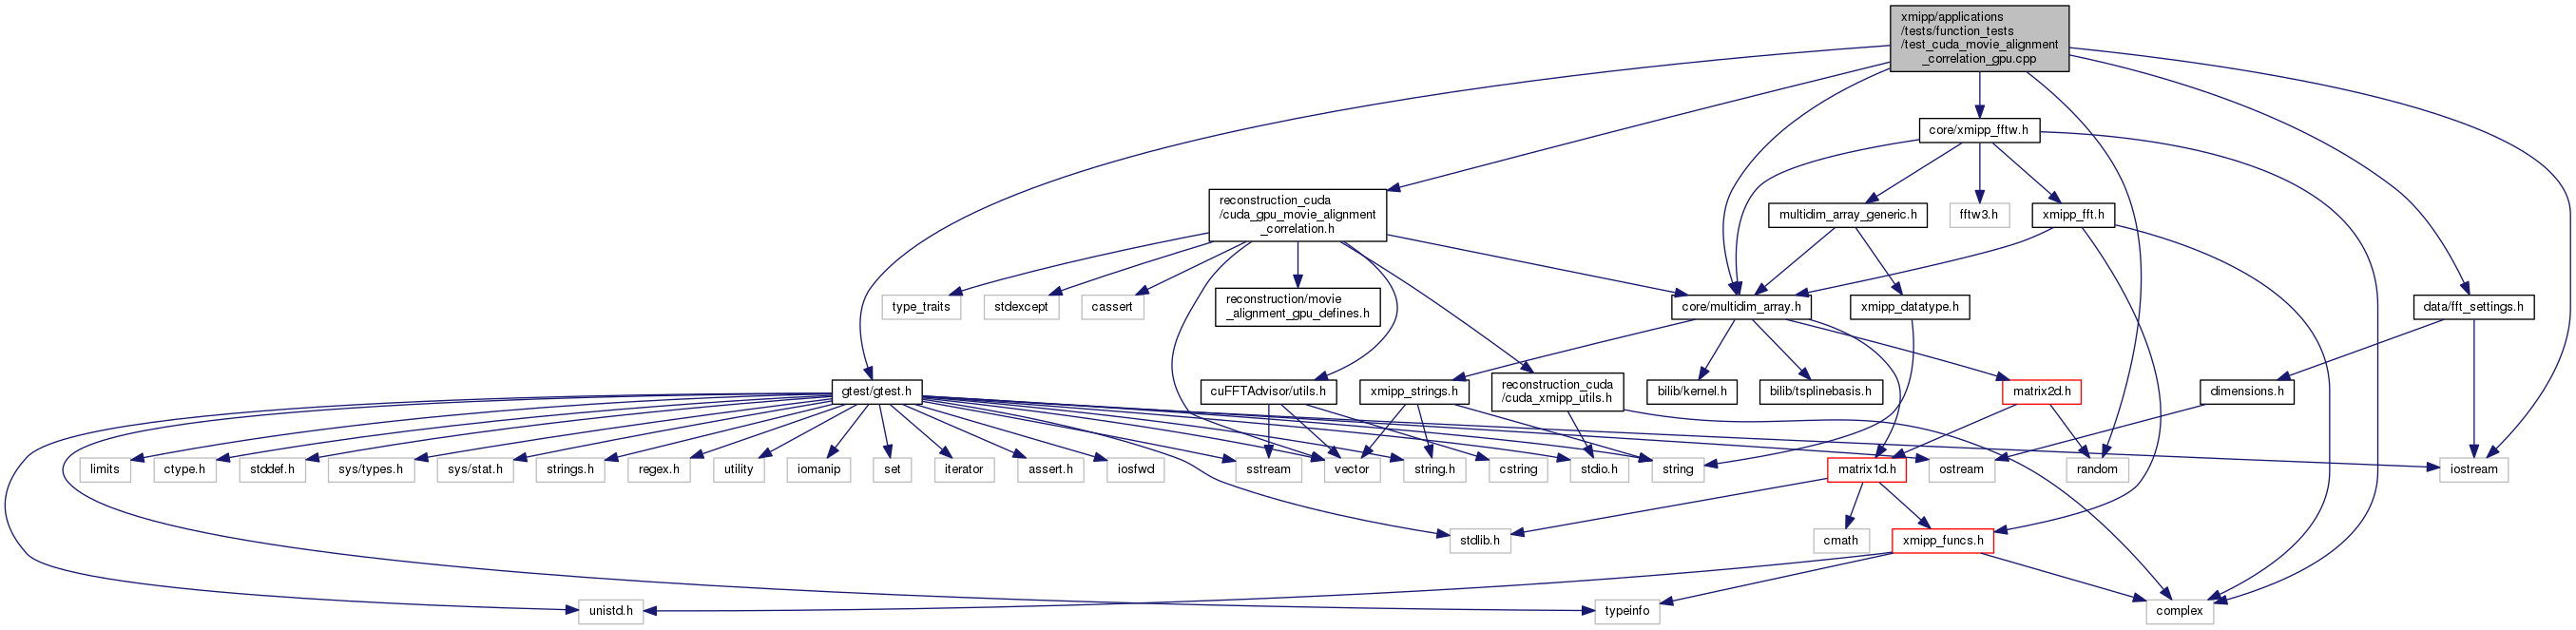 xmipp/applications
/tests/function_tests
/test_cuda_movie_alignment
_correlation_gpu.cpp
core/xmipp_fftw.h
reconstruction_cuda
/cuda_gpu_movie_alignment
_correlation.h
multidim_array_generic.h
fftw3.h
xmipp_fft.h
type_traits
stdexcept
cassert
reconstruction/movie
_alignment_gpu_defines.h
core/multidim_array.h
xmipp_datatype.h
data/fft_settings.h
gtest/gtest.h
cuFFTAdvisor/utils.h
xmipp_strings.h
reconstruction_cuda
/cuda_xmipp_utils.h
bilib/kernel.h
bilib/tsplinebasis.h
matrix2d.h
dimensions.h
limits
ctype.h
stddef.h
sys/types.h
sys/stat.h
strings.h
regex.h
utility
iomanip
set
iterator
assert.h
iosfwd
sstream
vector
string.h
cstring
stdio.h
string
matrix1d.h
ostream
random
iostream
stdlib.h
cmath
xmipp_funcs.h
unistd.h
typeinfo
complex